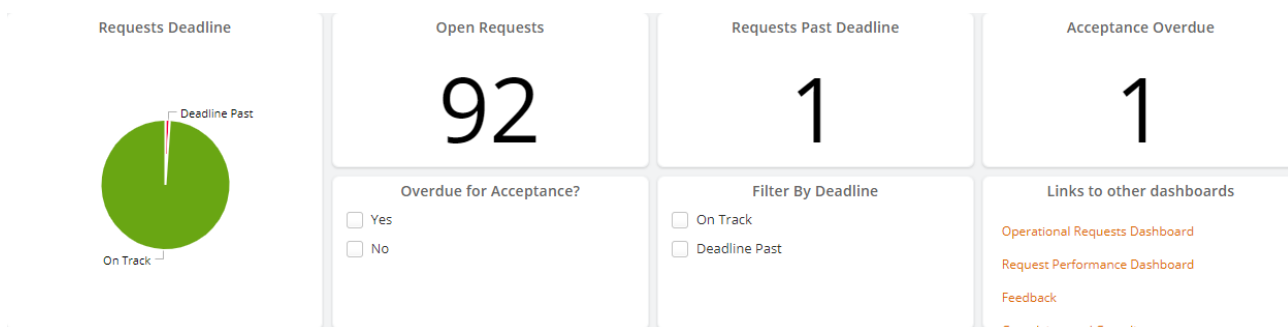 Requests Deadline
Deadline Past
On Track
Open Requests
92
Requests Past Deadline
1
Acceptance Overdue
1
Overdue for Acceptance?
Yes
No
Filter By Deadline
On Track
Deadline Past
Links to other dashboards
Operational Requests Dashboard
Request Performance Dashboard
Feedback